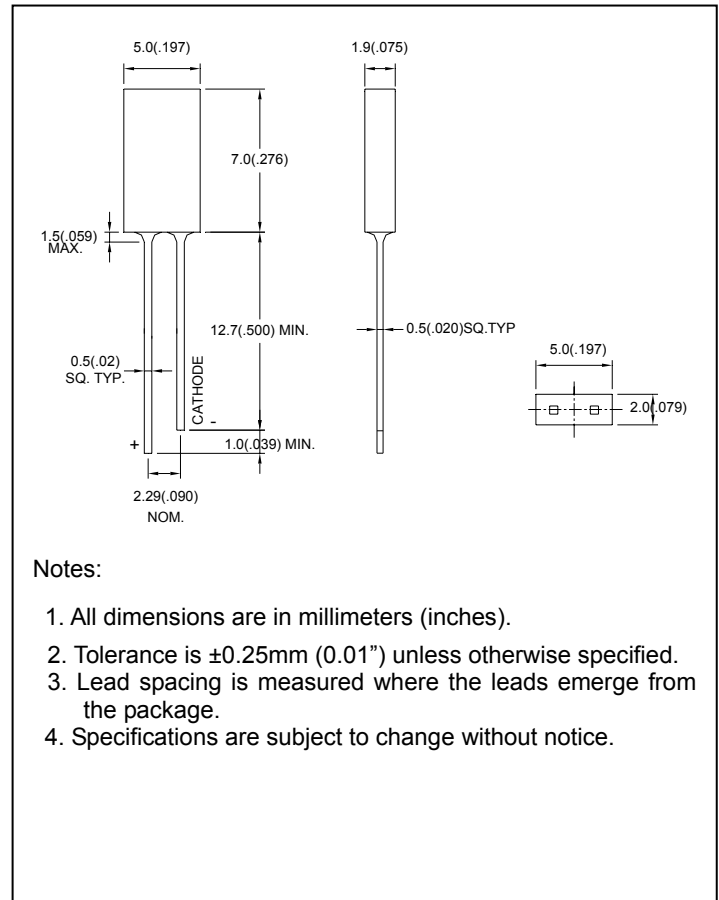 5.0(.197)
1.9(.075)
7.0(.276)
1.5(.059)
MAX.
12.7(.500) MIN.
0.5(.020)SQ.TYP
0.5(.02)
SQ. TYP.
CATHODE
-
+
1.0(.039) MIN.
2.29(.090)
NOM.
5.0(.197)
2.0(.079)
Notes:
1. All dimensions are in millimeters (inches).
2. Tolerance is ±0.25mm (0.01”) unless otherwise specified.
3. Lead spacing is measured where the leads emerge from
the package.
4. Specifications are subject to change without notice.